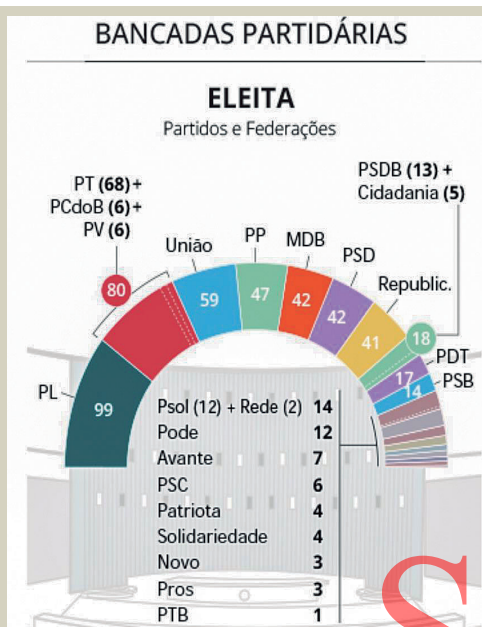 BANCADAS PARTIDÁRIAS
ELEITA
Partidos e Federações
PSDB (13) +
Cidadania (5)
PT (68) +
PCdoB (6) +
PV (6)
União
PP
MDB
PSD
Republic.
80
59
47
42
42
41
18
PDT
17
PSB
14
PL
99
Psol (12) + Rede (2) 14
Pode 12
Avante 7
PSC 6
Patriota 4
Solidariedade 4
Novo 3
Pros 3
PTB 1
S